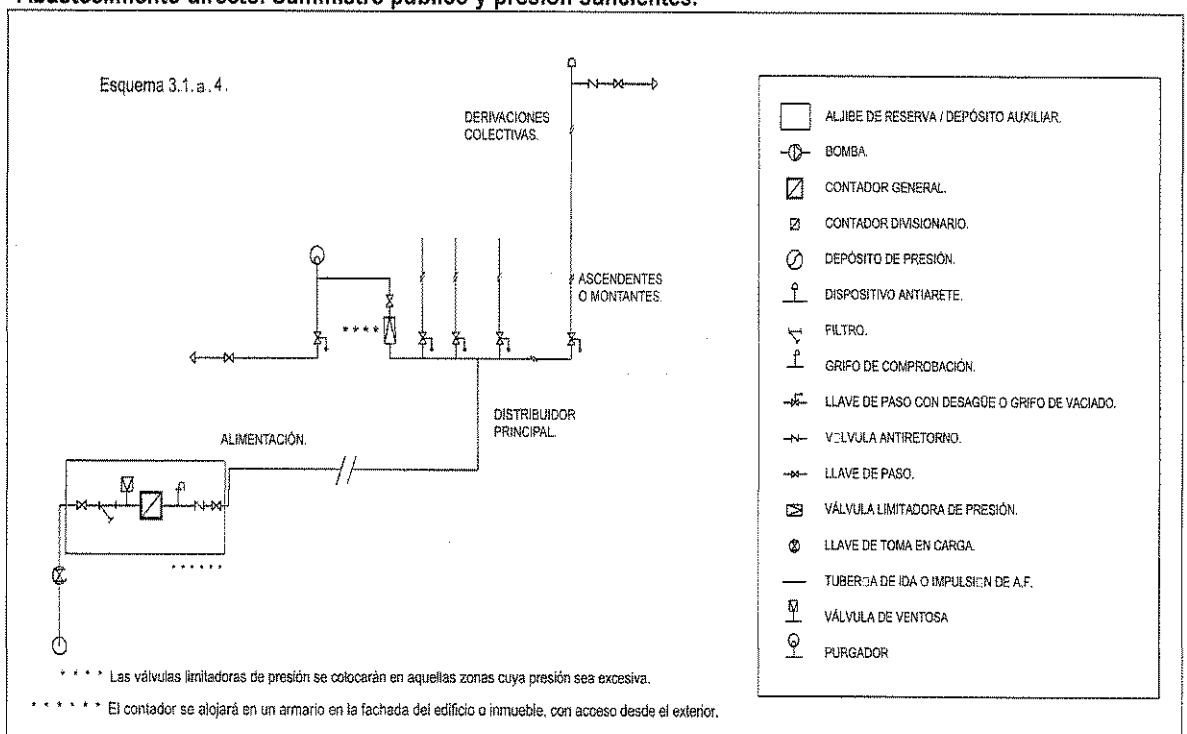 Abastecimiento directo. Suministro público y presión suficientes.
Esquema 3.1.a.4.
DERIVACIONES
COLECTIVAS.
ASCENDENTES
O MONTANTES.
* * * *
DISTRIBUIDOR
PRINCIPAL.
ALIMENTACIÓN.
* * * * * *
* * * * Las válvulas limitadoras de presión se colocarán en aquellas zonas cuya presión sea excesiva.
* * * * * * El contador se alojará en un armario en la fachada del edificio o inmueble, con acceso desde el exterior.
ALJIBE DE RESERVA / DEPÓSITO AUXILIAR.
BOMBA.
CONTADOR GENERAL.
CONTADOR DIVISIONARIO.
DEPÓSITO DE PRESIÓN.
DISPOSITIVO ANTIARETE.
FILTRO.
GRIFO DE COMPROBACIÓN.
LLAVE DE PASO CON DESAGÜE O GRIFO DE VACIADO.
V□LVULA ANTIRETORNO.
LLAVE DE PASO.
VÁLVULA LIMITADORA DE PRESIÓN.
LLAVE DE TOMA EN CARGA.
TUBER□A DE IDA O IMPULSI□N DE A.F.
VÁLVULA DE VENTOSA
PURGADOR